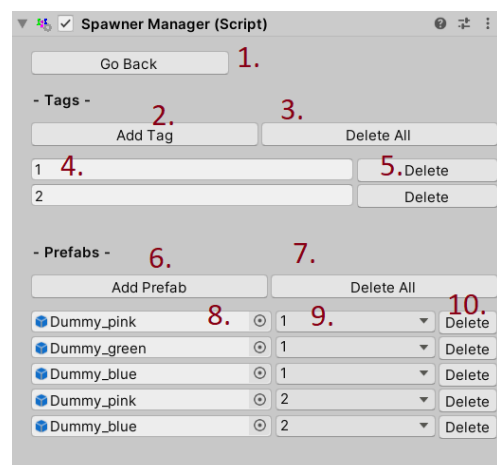 Spawner Manager (Script)
Go Back 1.
- Tags -
2. 3.
Add Tag Delete All
1 4. 5. Delete
2 Delete
- Prefabs -
6. 7.
Add Prefab Delete All
Dummy_pink 8. 1 9. 10. Delete
Dummy_green 1 Delete
Dummy_blue 1 Delete
Dummy_pink 2 Delete
Dummy_blue 2 Delete